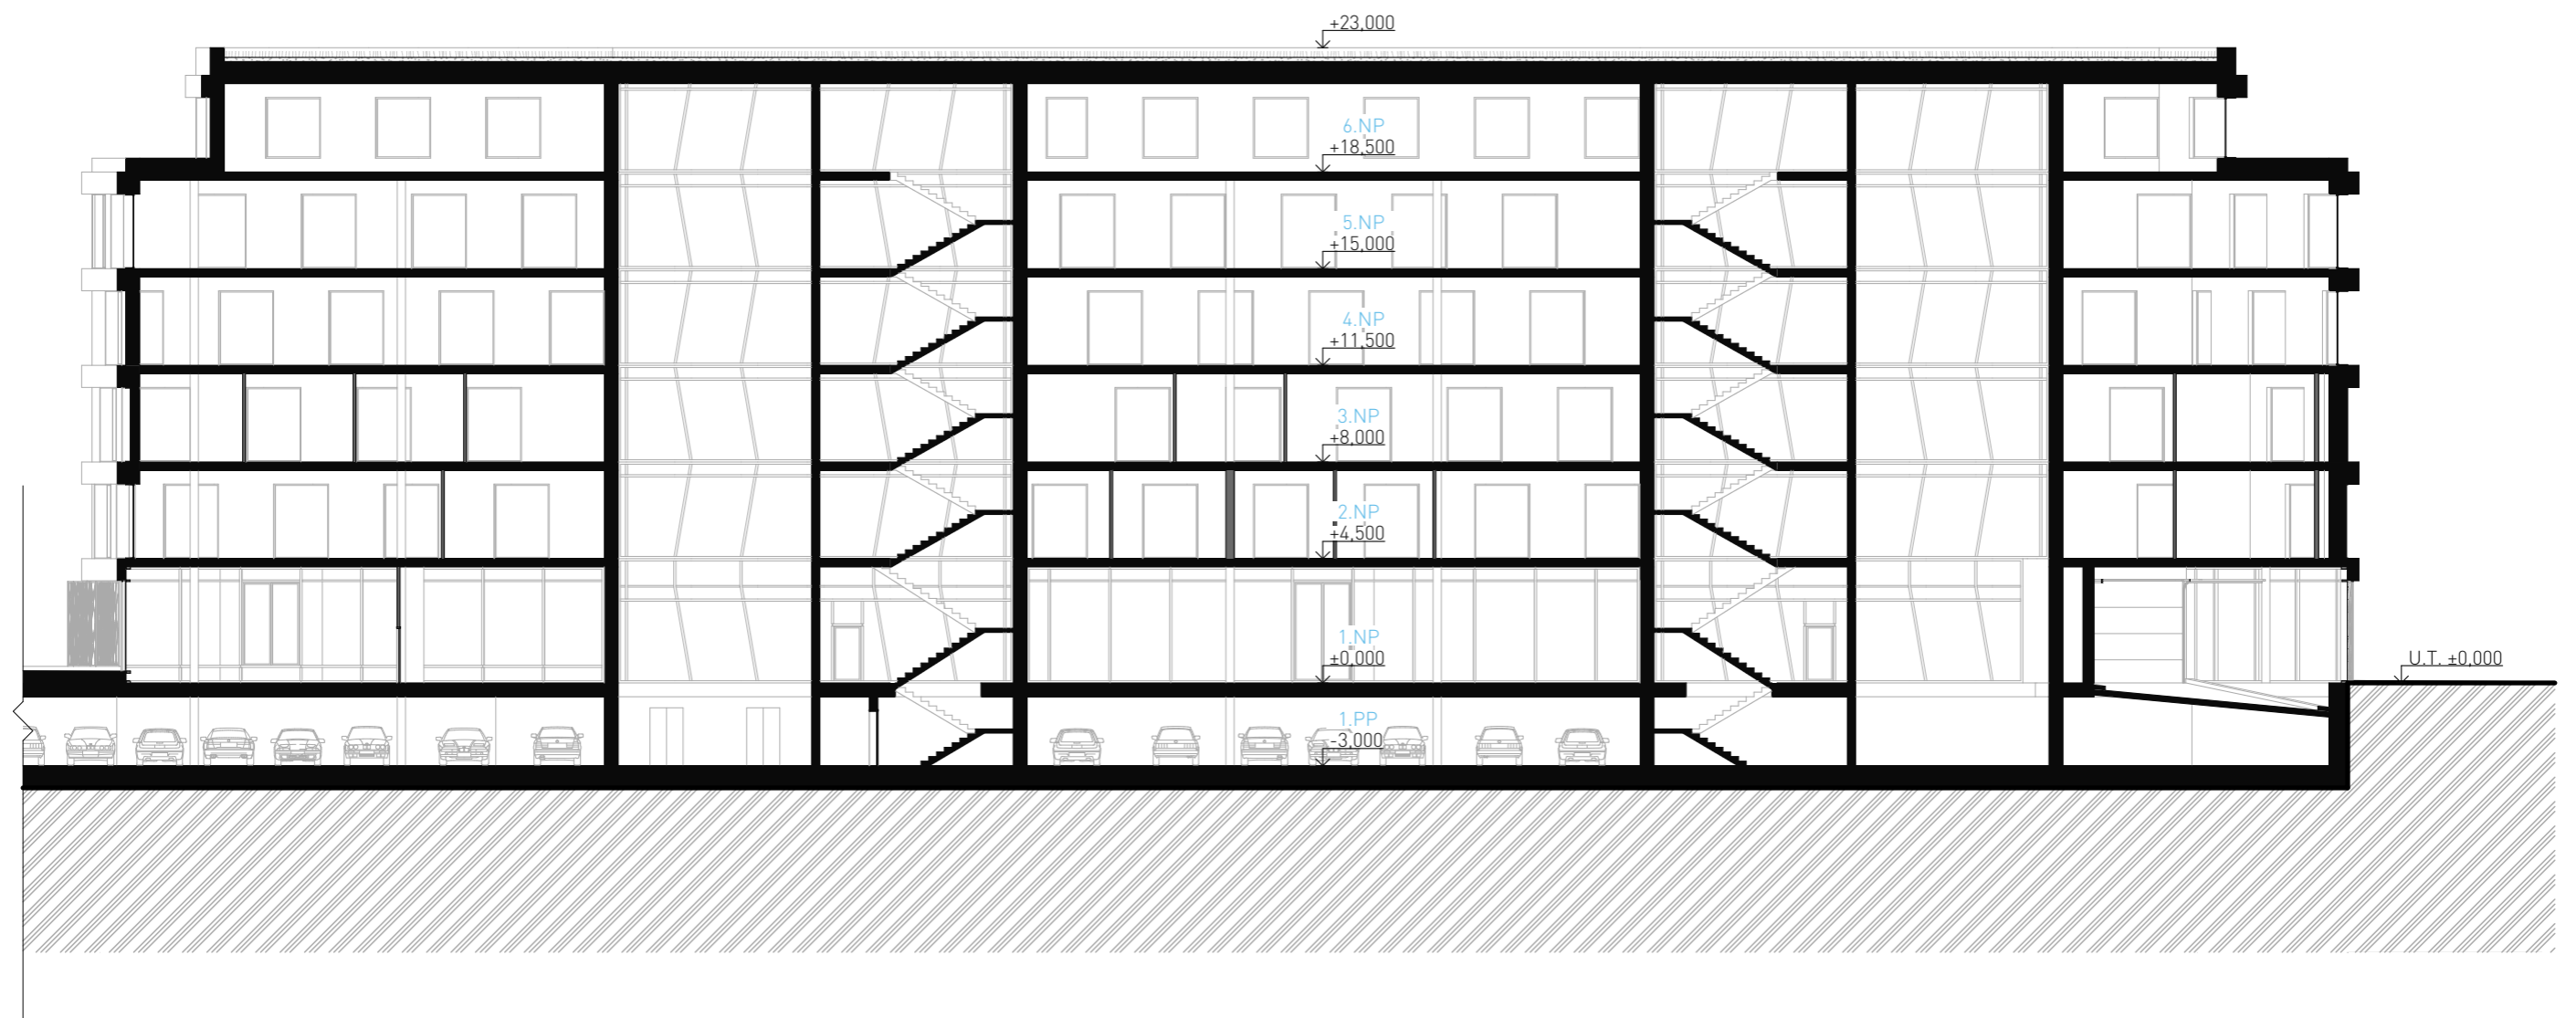 +23,000
6.NP
+18,500
5.NP
+15,000
4.NP
+11,500
3.NP
+8,000
2.NP
+4,500
1.NP
±0,000
U.T. ±0,000
1.PP
-3,000